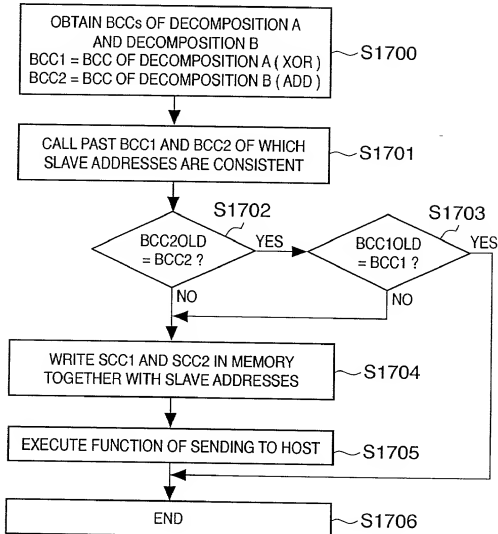 OBTAIN BCCs OF DECOMPOSITION A
AND DECOMPOSITION B
BCC1 = BCC OF DECOMPOSITION A ( XOR )
BCC2 = BCC OF DECOMPOSITION B ( ADD )
S1700
CALL PAST BCC1 AND BCC2 OF WHICH
SLAVE ADDRESSES ARE CONSISTENT
S1701
S1702
BCC2OLD
= BCC2 ?
YES
NO
S1703
BCC1OLD
= BCC1 ?
YES
NO
WRITE SCC1 AND SCC2 IN MEMORY
TOGETHER WITH SLAVE ADDRESSES
S1704
EXECUTE FUNCTION OF SENDING TO HOST
S1705
END
S1706